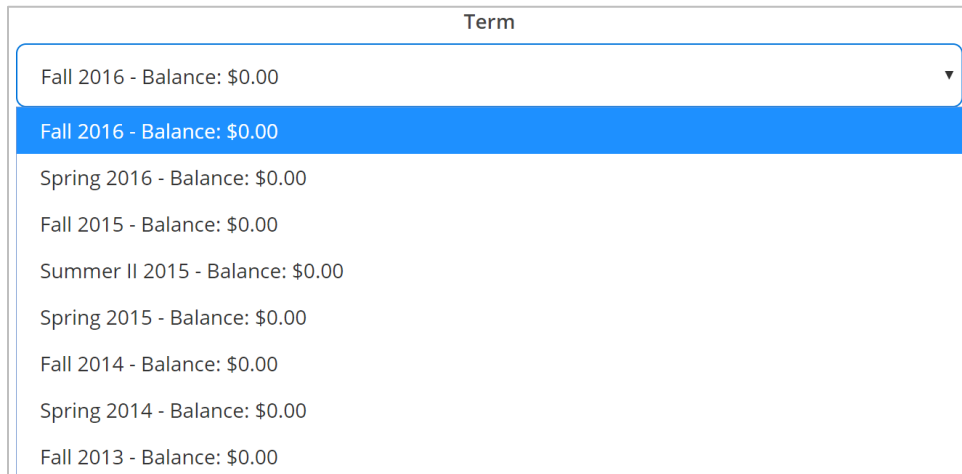 Term
Fall 2016 - Balance: $0.00
Fall 2016 - Balance: $0.00
Spring 2016 - Balance: $0.00
Fall 2015 - Balance: $0.00
Summer II 2015 - Balance: $0.00
Spring 2015 - Balance: $0.00
Fall 2014 - Balance: $0.00
Spring 2014 - Balance: $0.00
Fall 2013 - Balance: $0.00